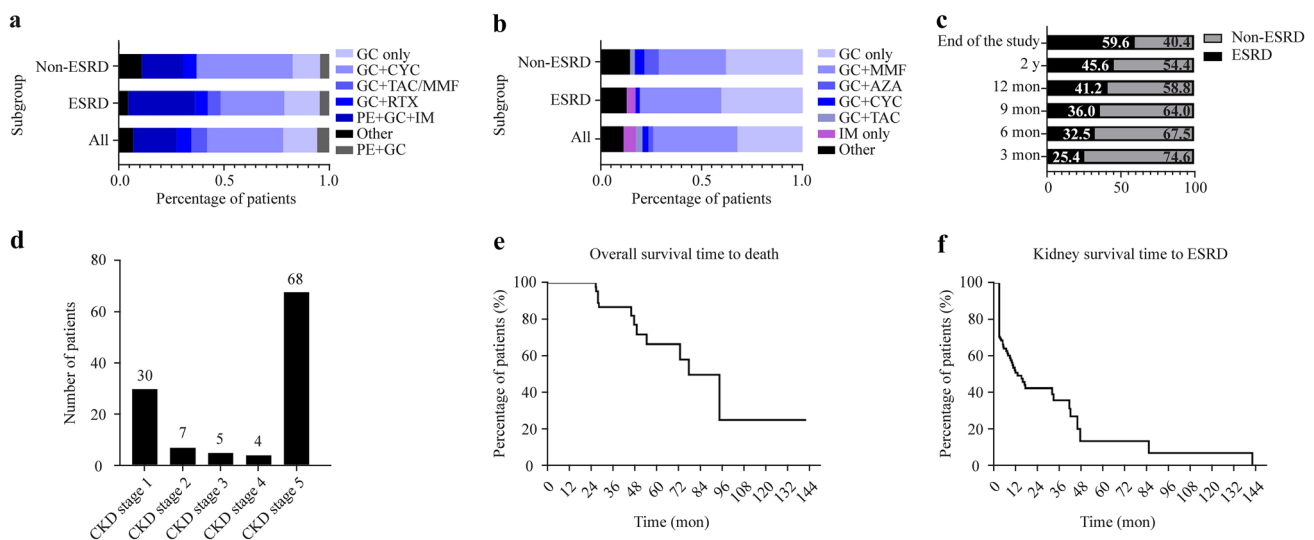 a
Subgroup
Non-ESRD
ESRD
All
0.0
0.5
1.0
Percentage of patients
GC only
GC+CYC
GC+TAC/MMF
GC+RTX
PE+GC+IM
Other
PE+GC
b
Subgroup
Non-ESRD
ESRD
All
0.0
0.5
1.0
Percentage of patients
GC only
GC+MMF
GC+AZA
GC+CYC
GC+TAC
IM only
Other
c
End of the study 59.6 40.4
2 y 45.6 54.4
12 mon 41.2 58.8
9 mon 36.0 64.0
6 mon 32.5 67.5
3 mon 25.4 74.6
0 50 100
Non-ESRD
ESRD
d
Number of patients
80
60
40
20
0
30
7
5
4
68
CKD stage 1
CKD stage 2
CKD stage 3
CKD stage 4
CKD stage 5
e
Overall survival time to death
Percentage of patients (%)
100
80
60
40
20
0
0 12 24 36 48 60 72 84 96 108 120 132 144
Time (mon)
f
Kidney survival time to ESRD
Percentage of patients (%)
100
80
60
40
20
0
0 12 24 36 48 60 72 84 96 108 120 132 144
Time (mon)